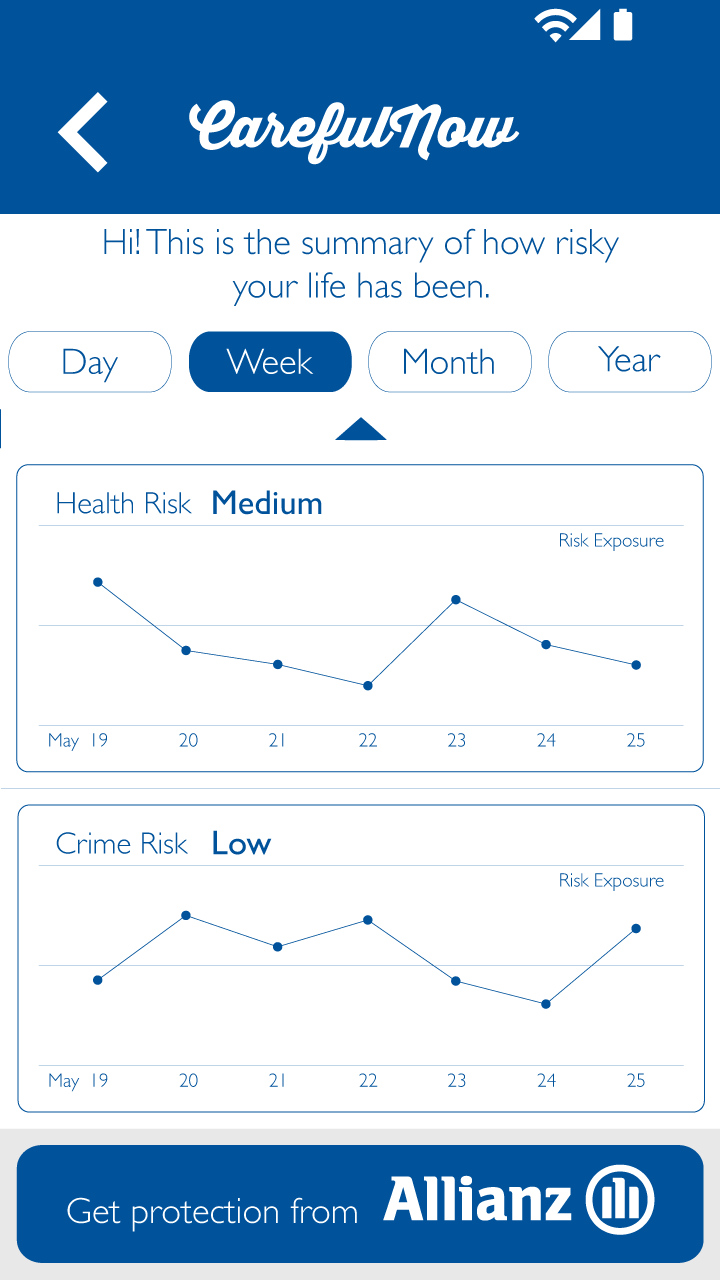 CarefulNow
Hi! This is the summary of how risky
your life has been.
Day Week Month Year
Health Risk Medium
Risk Exposure
May 19 20 21 22 23 24 25
Crime Risk Low
Risk Exposure
May 19 20 21 22 23 24 25
Get protection from Allianz